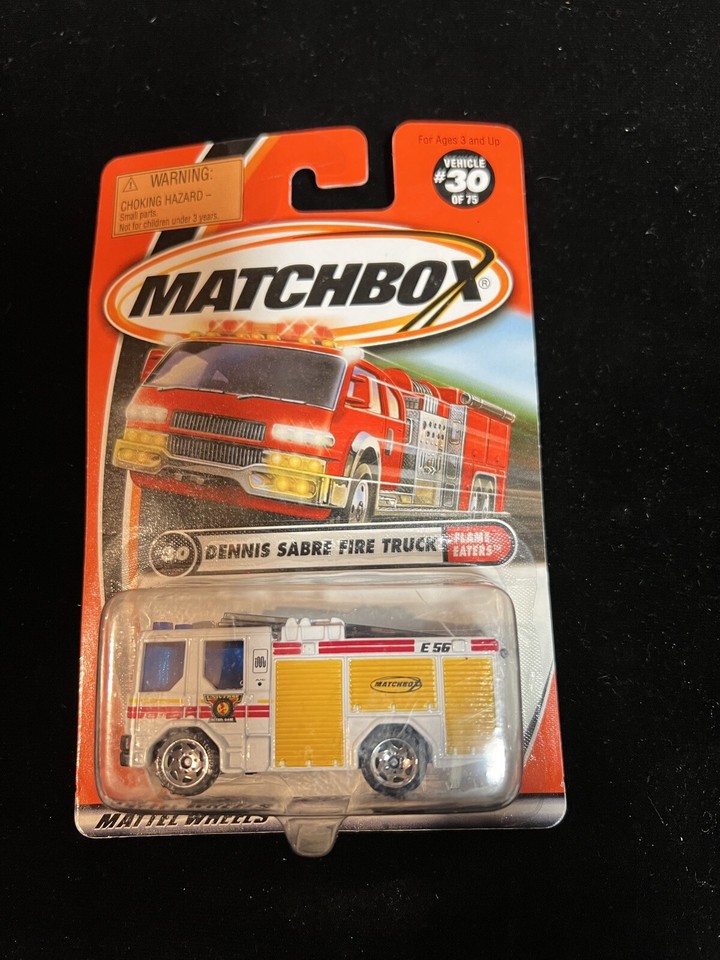 ⚠ WARNING:
CHOKING HAZARD –
Small parts.
Not for children under 3 years.
For Ages 3 and Up
VEHICLE
#30
OF 75
MATCHBOX®
30 DENNIS SABRE FIRE TRUCK
FLAME
EATERS™
E 56
MATCHBOX
MATTEL WHEELS